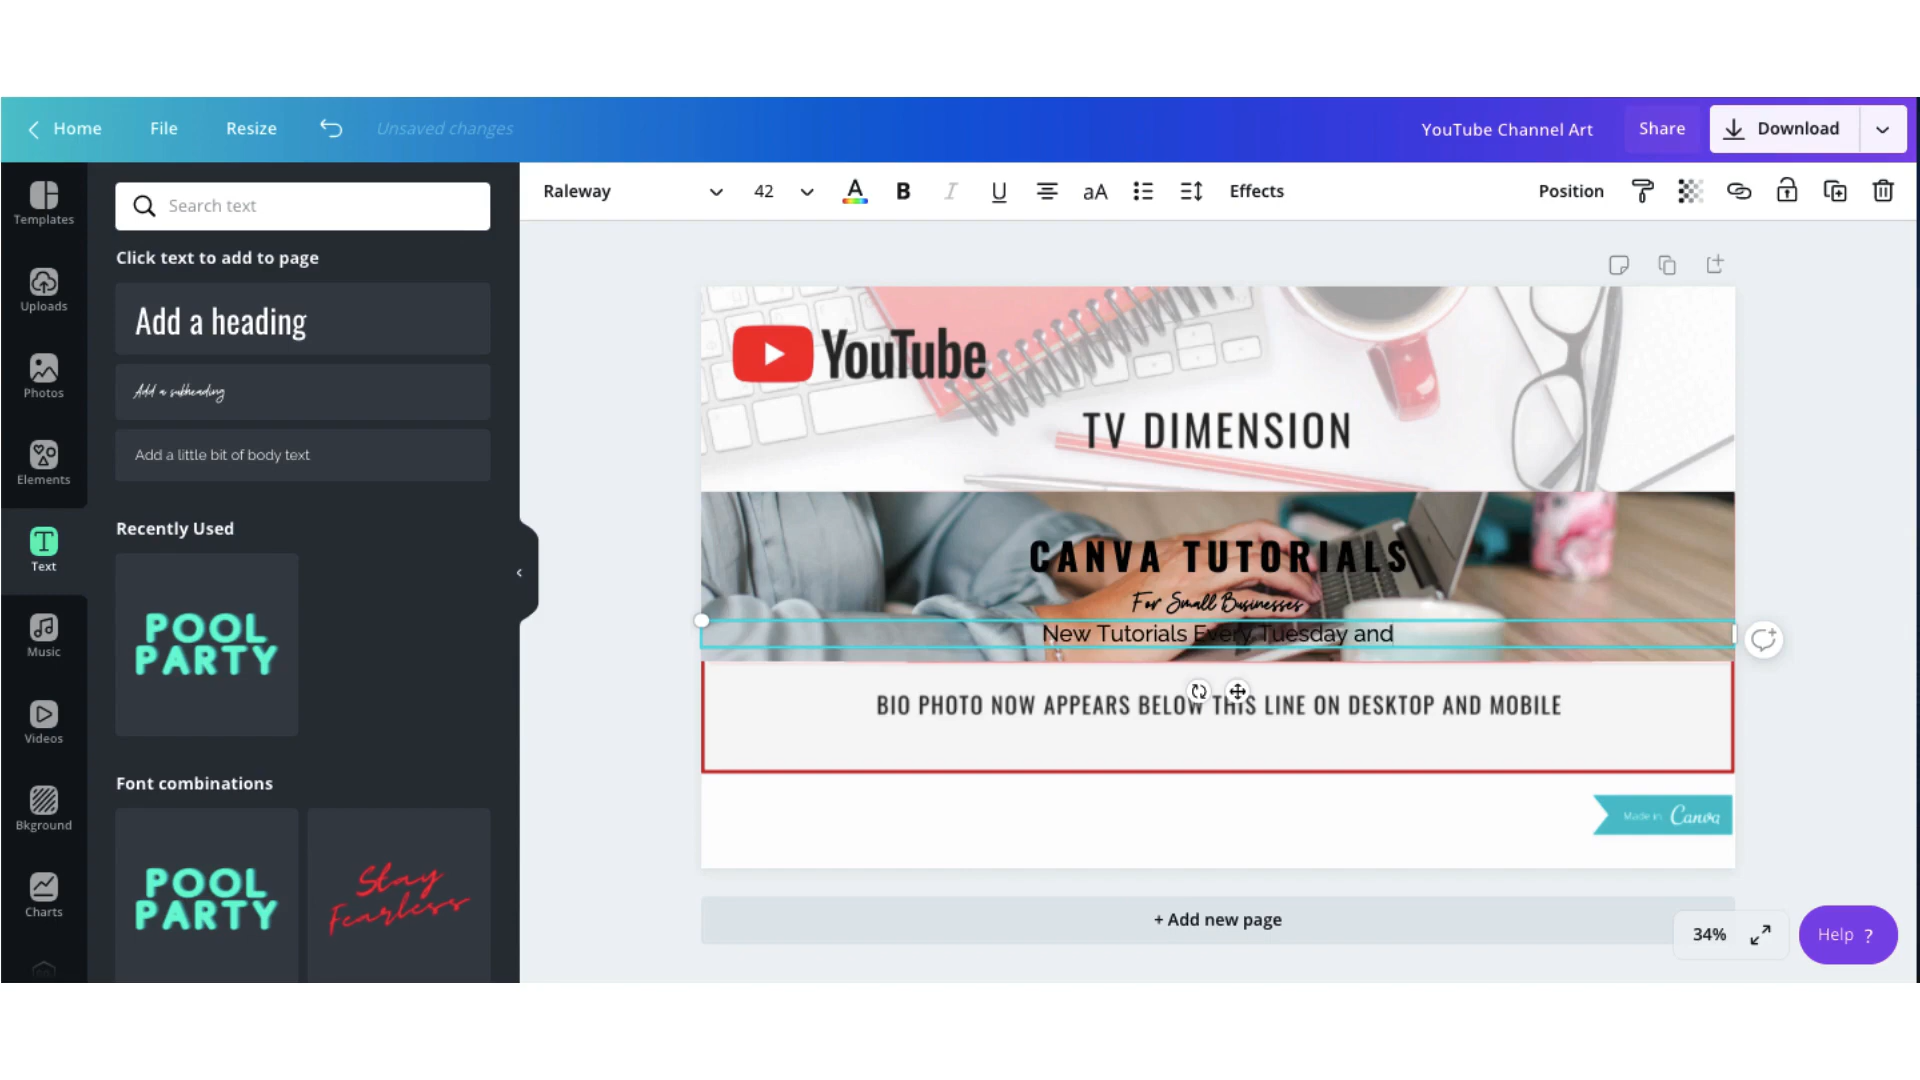 Home File Resize Unsaved changes YouTube Channel Art Share Download
Raleway 42 A B I U aA Effects Position
Search text
Templates
Click text to add to page
Uploads
Add a heading
Photos
Add a subheading
Elements
Add a little bit of body text
Recently Used
Text
POOL
PARTY
Music
Videos
Font combinations
Bkground
POOL
PARTY
Stay
Fearless
Charts
YouTube
TV DIMENSION
CANVA TUTORIALS
For Small Businesses
New Tutorials Every Tuesday and
BIO PHOTO NOW APPEARS BELOW THIS LINE ON DESKTOP AND MOBILE
Made in Canva
+ Add new page
34%
Help ?